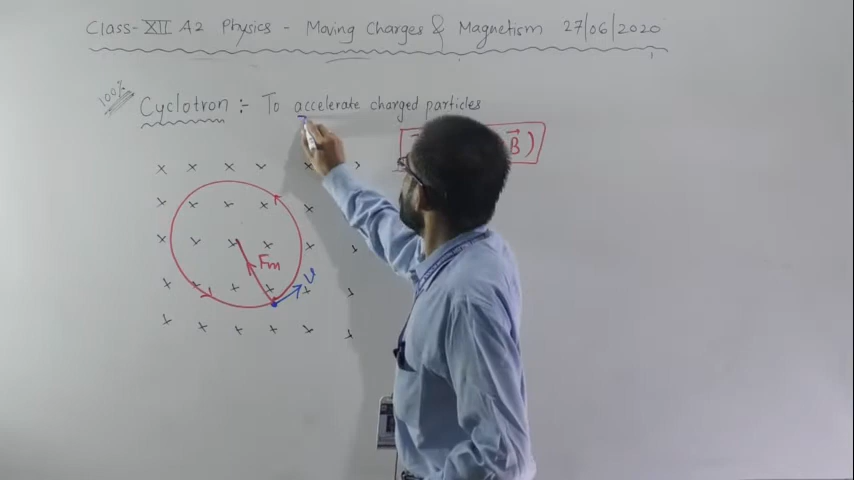 Class-XII A2 Physics - Moving Charges & Magnetism 27/06/2020
100%
Cyclotron :- To accelerate charged particles
B )
Fm
v